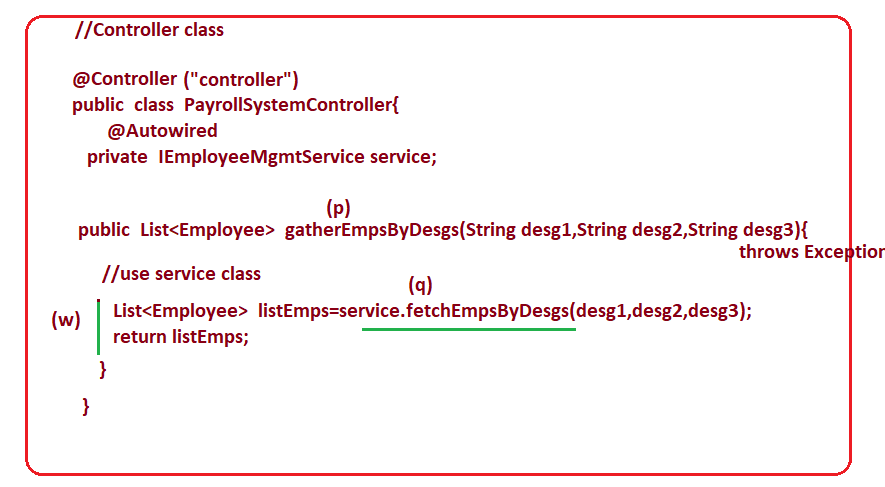 //Controller class
@Controller ("controller")
public class PayrollSystemController{
@Autowired
private IEmployeeMgmtService service;
(p)
public List<Employee> gatherEmpsByDesgs(String desg1,String desg2,String desg3){
throws Exception
//use service class
(q)
(w) List<Employee> listEmps=service.fetchEmpsByDesgs(desg1,desg2,desg3);
return listEmps;
}
}